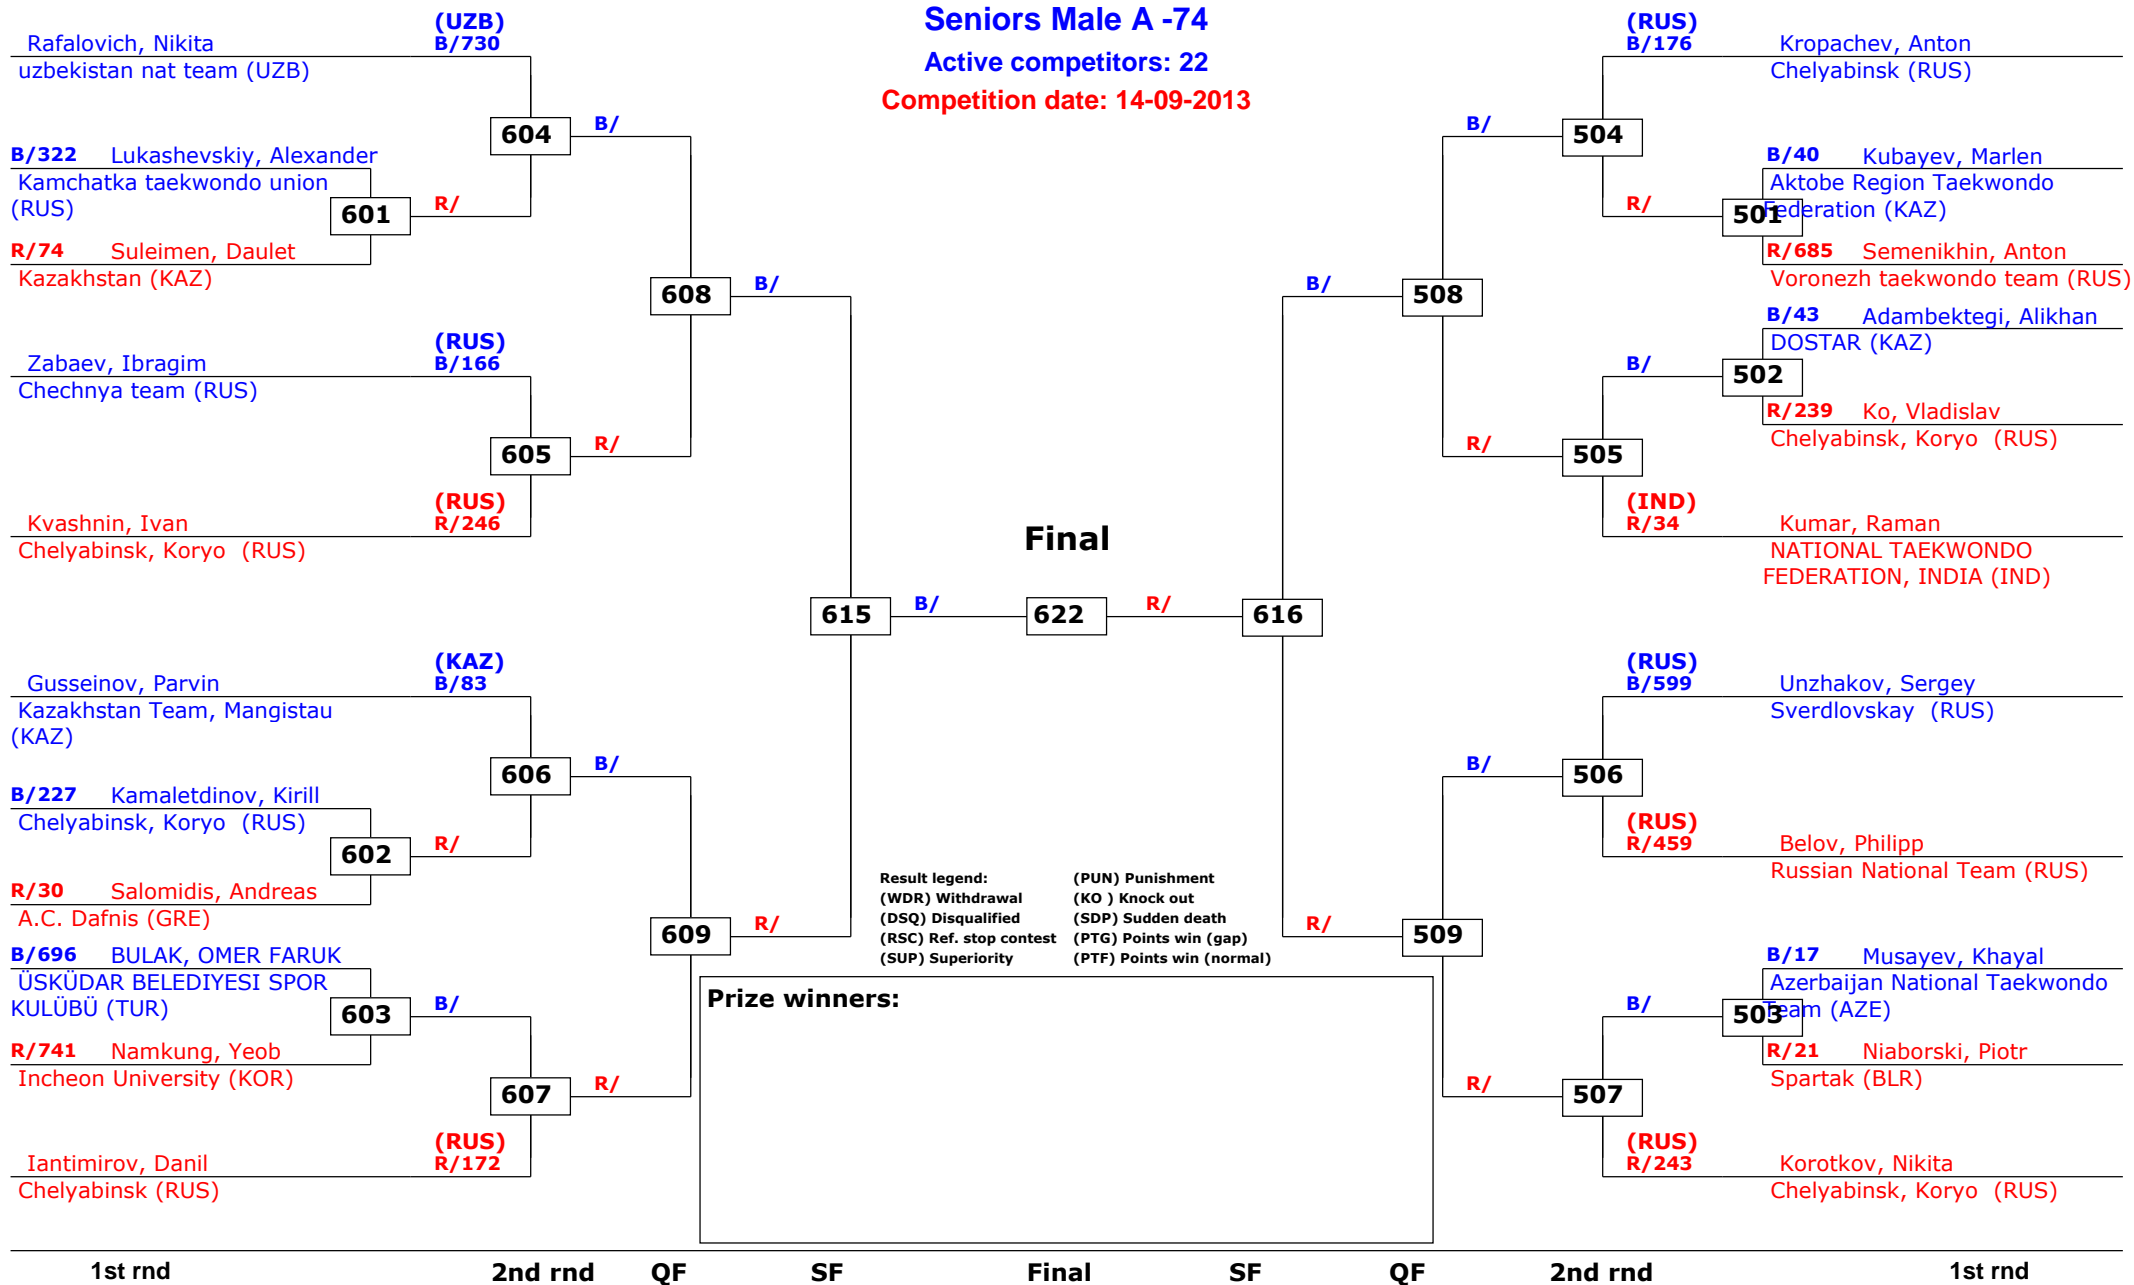 Seniors Male A -74
Active competitors: 22
Competition date: 14-09-2013
(UZB)
Rafalovich, Nikita B/730
uzbekistan nat team (UZB)
604
B/
B/322 Lukashevskiy, Alexander
Kamchatka taekwondo union
(RUS)
601
R/
R/74 Suleimen, Daulet
Kazakhstan (KAZ)
608
B/
(RUS)
Zabaev, Ibragim B/166
Chechnya team (RUS)
605
R/
(RUS)
Kvashnin, Ivan R/246
Chelyabinsk, Koryo (RUS)
615
B/
(KAZ)
Gusseinov, Parvin B/83
Kazakhstan Team, Mangistau
(KAZ)
606
B/
B/227 Kamaletdinov, Kirill
Chelyabinsk, Koryo (RUS)
602
R/
R/30 Salomidis, Andreas
A.C. Dafnis (GRE)
609
R/
B/696 BULAK, OMER FARUK
ÜSKÜDAR BELEDIYESI SPOR
KULÜBÜ (TUR)
603
B/
R/741 Namkung, Yeob
Incheon University (KOR)
607
R/
(RUS)
Iantimirov, Danil R/172
Chelyabinsk (RUS)
Final
622
R/
616
(RUS)
B/176 Kropachev, Anton
Chelyabinsk (RUS)
B/
504
B/40 Kubayev, Marlen
Aktobe Region Taekwondo
Federation (KAZ)
R/
501
R/685 Semenikhin, Anton
Voronezh taekwondo team (RUS)
B/
508
B/43 Adambektegi, Alikhan
DOSTAR (KAZ)
B/
502
R/239 Ko, Vladislav
Chelyabinsk, Koryo (RUS)
R/
505
(IND)
R/34 Kumar, Raman
NATIONAL TAEKWONDO
FEDERATION, INDIA (IND)
(RUS)
B/599 Unzhakov, Sergey
Sverdlovskay (RUS)
B/
506
(RUS)
R/459 Belov, Philipp
Russian National Team (RUS)
R/
509
B/17 Musayev, Khayal
Azerbaijan National Taekwondo
Team (AZE)
B/
503
R/21 Niaborski, Piotr
Spartak (BLR)
R/
507
(RUS)
R/243 Korotkov, Nikita
Chelyabinsk, Koryo (RUS)
Result legend: (PUN) Punishment
(WDR) Withdrawal (KO ) Knock out
(DSQ) Disqualified (SDP) Sudden death
(RSC) Ref. stop contest (PTG) Points win (gap)
(SUP) Superiority (PTF) Points win (normal)
Prize winners:
1st rnd 2nd rnd QF SF Final SF QF 2nd rnd 1st rnd